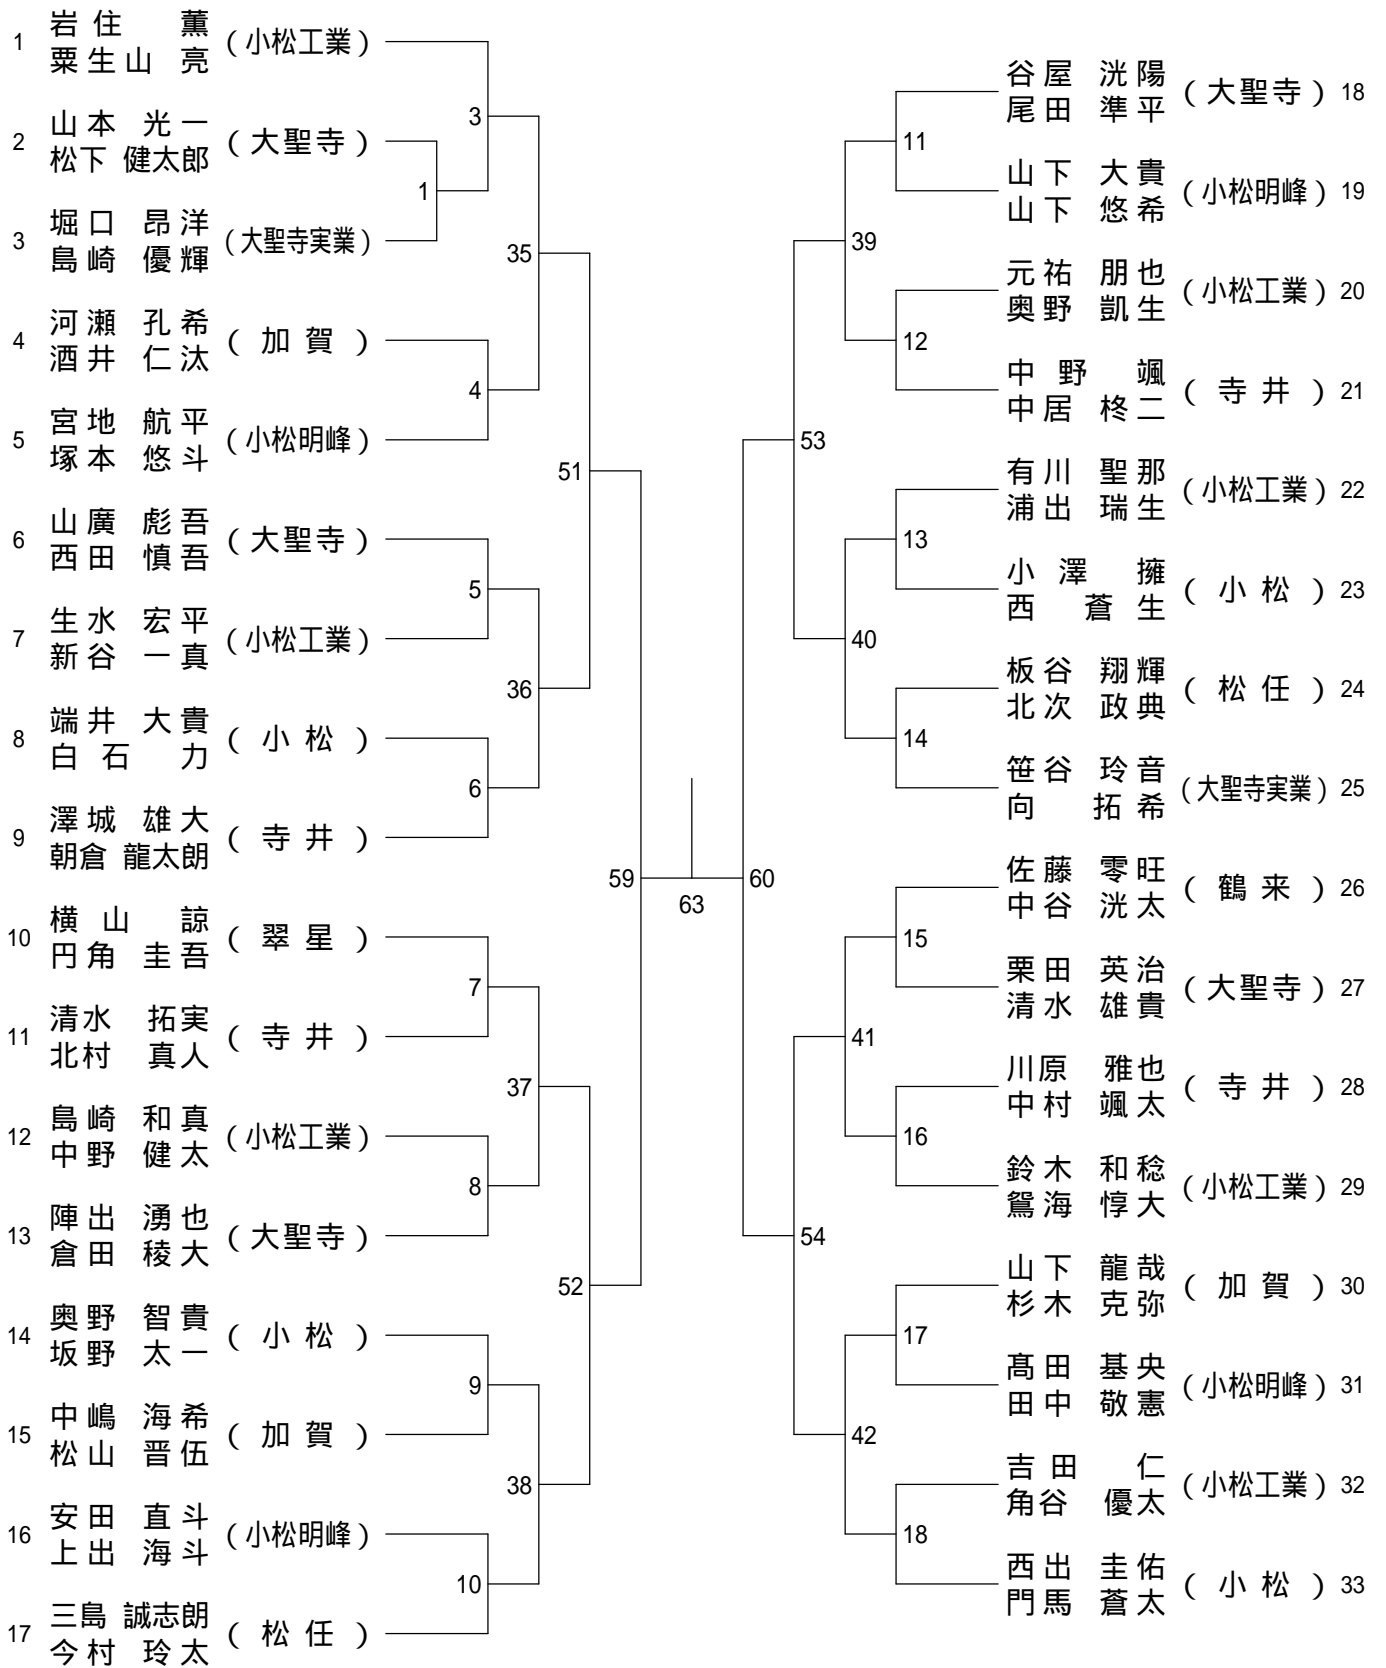 1 岩住 薫 (小松工業)
粟生山 亮
2 山本 光一 (大聖寺)
松下 健太郎
3 堀口 昂洋 (大聖寺実業)
島崎 優輝
4 河瀬 孔希 (加賀)
酒井 仁汰
5 宮地 航平 (小松明峰)
塚本 悠斗
6 山廣 彪吾 (大聖寺)
西田 慎吾
7 生水 宏平 (小松工業)
新谷 一真
8 端井 大貴 (小松)
白石 力
9 澤城 雄大 (寺井)
朝倉 龍太朗
10 横山 諒 (翠星)
円角 圭吾
11 清水 拓実 (寺井)
北村 真人
12 島崎 和真 (小松工業)
中野 健太
13 陣出 湧也 (大聖寺)
倉田 稜大
14 奥野 智貴 (小松)
坂野 太一
15 中嶋 海希 (加賀)
松山 晋伍
16 安田 直斗 (小松明峰)
上出 海斗
17 三島 誠志朗 (松任)
今村 玲太
1
3
4
5
6
7
8
9
10
35
36
37
38
51
52
59
63
60
53
54
39
40
41
42
11
12
13
14
15
16
17
18
谷屋 洸陽 (大聖寺) 18
尾田 準平
山下 大貴 (小松明峰) 19
山下 悠希
元祐 朋也 (小松工業) 20
奥野 凱生
中野 颯 (寺井) 21
中居 柊二
有川 聖那 (小松工業) 22
浦出 瑞生
小澤 擁 (小松) 23
西 蒼生
板谷 翔輝 (松任) 24
北次 政典
笹谷 玲音 (大聖寺実業) 25
向 拓希
佐藤 零旺 (鶴来) 26
中谷 洸太
栗田 英治 (大聖寺) 27
清水 雄貴
川原 雅也 (寺井) 28
中村 颯太
鈴木 和稔 (小松工業) 29
鴛海 惇大
山下 龍哉 (加賀) 30
杉木 克弥
髙田 基央 (小松明峰) 31
田中 敬憲
吉田 仁 (小松工業) 32
角谷 優太
西出 圭佑 (小松) 33
門馬 蒼太